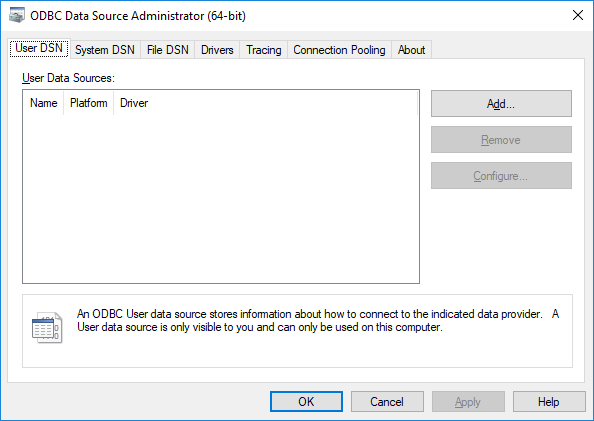 ODBC Data Source Administrator (64-bit)
User DSN System DSN File DSN Drivers Tracing Connection Pooling About
User Data Sources:
Name Platform Driver
Add...
Remove
Configure...
An ODBC User data source stores information about how to connect to the indicated data provider. A
User data source is only visible to you and can only be used on this computer.
OK Cancel Apply Help